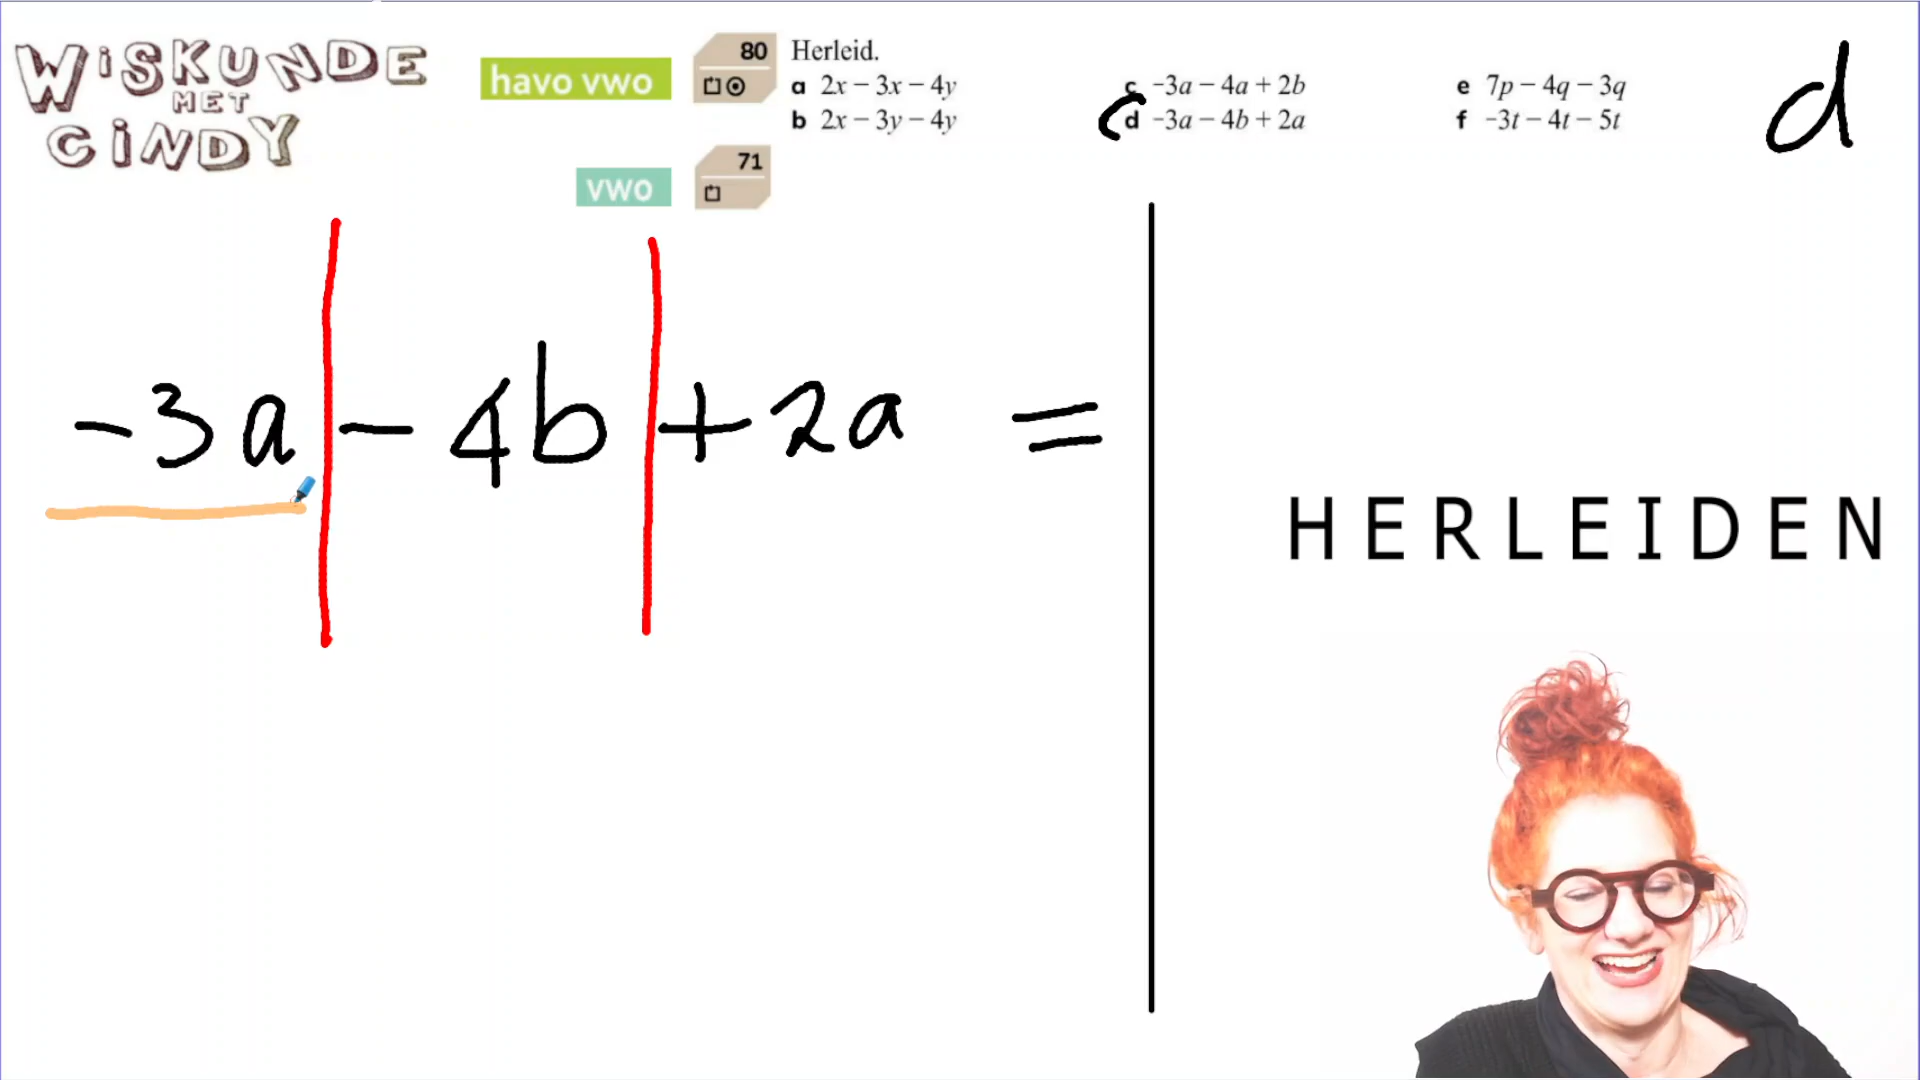 WiSKUNDE
MET
CiNDY
havo vwo
80
vwo
71
Herleid.
a 2x – 3x – 4y
b 2x – 3y – 4y
c -3a – 4a + 2b
d -3a – 4b + 2a
e 7p – 4q – 3q
f -3t – 4t – 5t
d
-3a – 4b + 2a =
HERLEIDEN